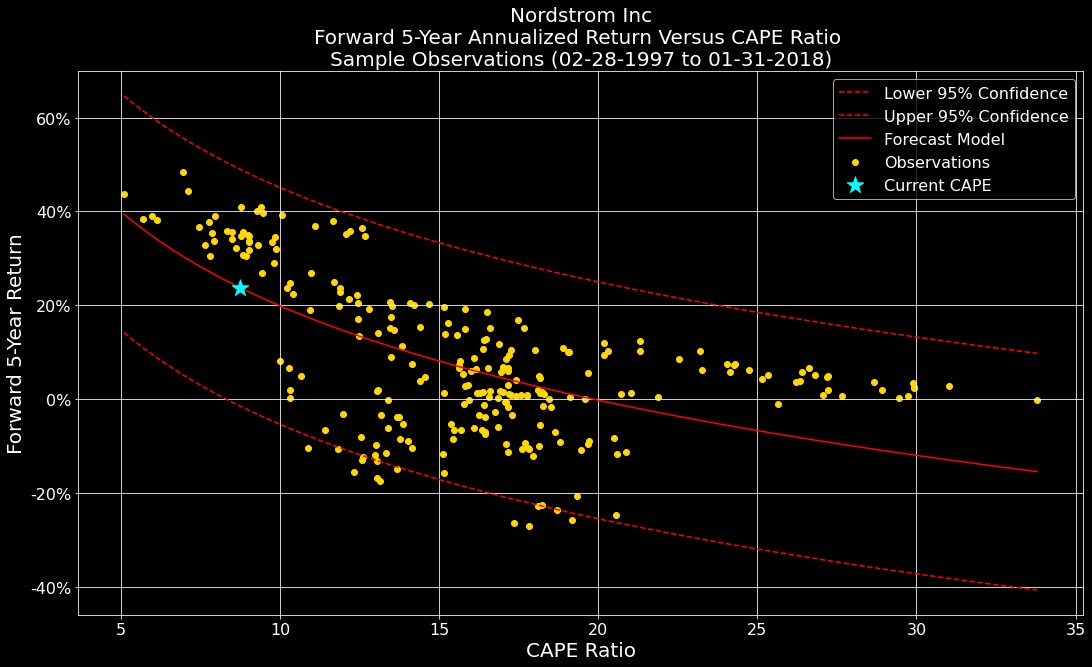 Nordstrom Inc
Forward 5-Year Annualized Return Versus CAPE Ratio
Sample Observations (02-28-1997 to 01-31-2018)
Lower 95% Confidence
Upper 95% Confidence
Forecast Model
Observations
Current CAPE
Forward 5-Year Return
60%
40%
20%
0%
-20%
-40%
5 10 15 20 25 30 35
CAPE Ratio